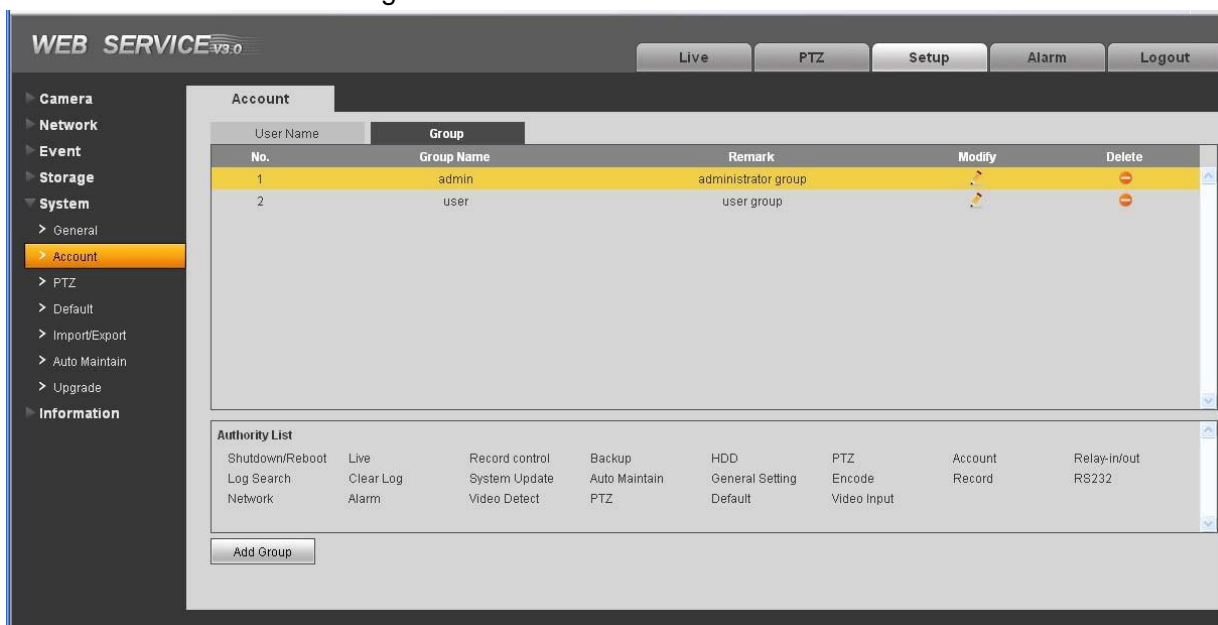 WEB SERVICE V3.0
Live PTZ Setup Alarm Logout
Camera
Network
Event
Storage
System
General
Account
PTZ
Default
Import/Export
Auto Maintain
Upgrade
Information
Account
User Name Group
No. Group Name Remark Modify Delete
1 admin administrator group
2 user user group
Authority List
Shutdown/Reboot Live Record control Backup HDD PTZ Account Relay-in/out
Log Search Clear Log System Update Auto Maintain General Setting Encode Record RS232
Network Alarm Video Detect PTZ Default Video Input
Add Group